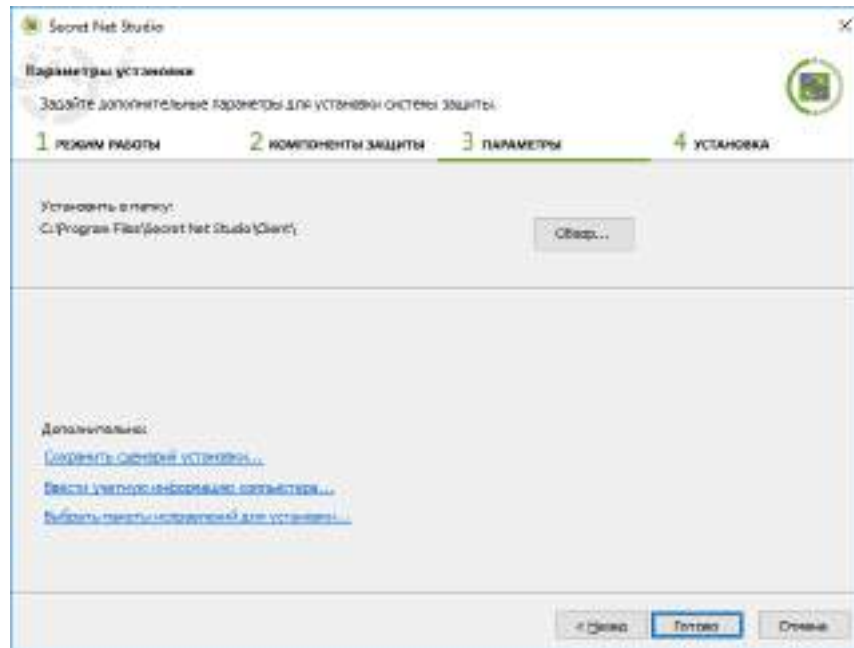 Secret Net Studio
Параметры установки
Задайте дополнительные параметры для установки системы защиты.
1 РЕЖИМ РАБОТЫ 2 КОМПОНЕНТЫ ЗАЩИТЫ 3 ПАРАМЕТРЫ 4 УСТАНОВКА
Установить в папку:
C:\Program Files\Secret Net Studio\Client\
Обзор...
Дополнительно:
Сохранить сценарий установки...
Ввести учетную информацию компьютера...
Выбрать пакеты исправлений для установки...
< Назад Готово Отмена